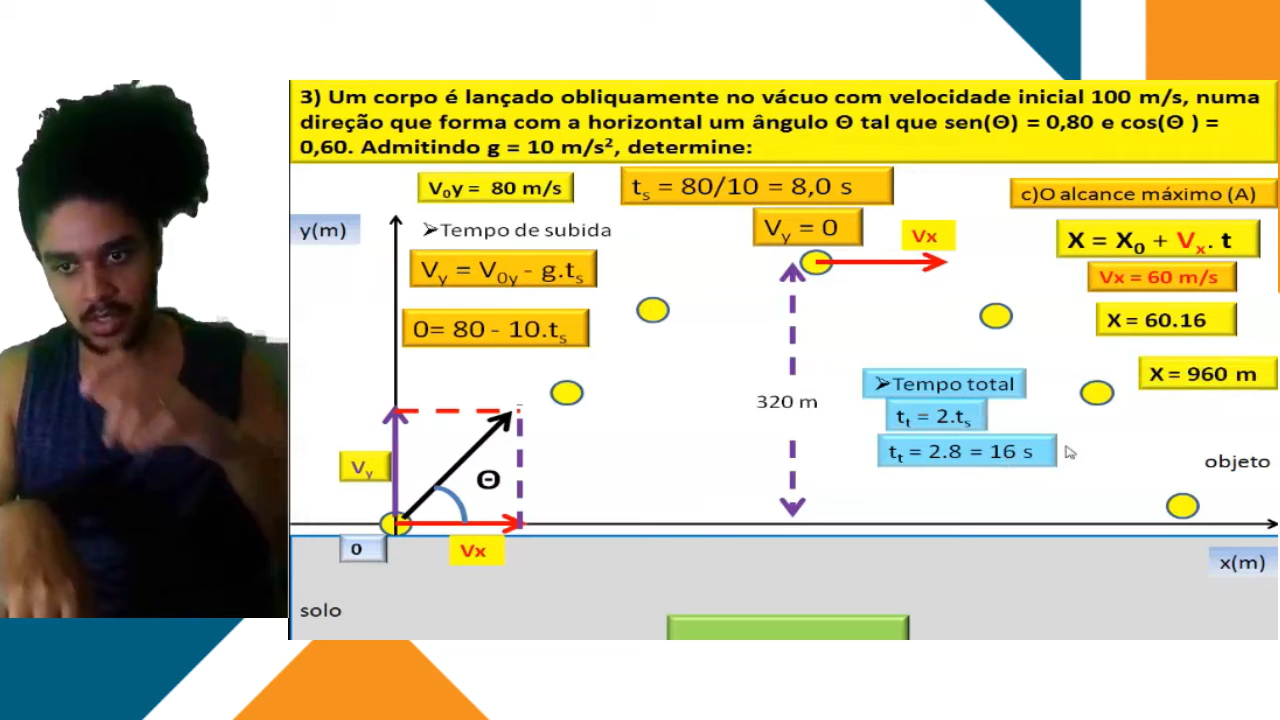 3) Um corpo é lançado obliquamente no vácuo com velocidade inicial 100 m/s, numa
direção que forma com a horizontal um ângulo Θ tal que sen(Θ) = 0,80 e cos(Θ ) =
0,60. Admitindo g = 10 m/s², determine:
V₀y = 80 m/s
tₛ = 80/10 = 8,0 s
c)O alcance máximo (A)
y(m)
➢Tempo de subida
Vy = 0
Vx
X = X₀ + Vₓ. t
Vy = V₀y - g.tₛ
Vx = 60 m/s
0= 80 - 10.tₛ
X = 60.16
X = 960 m
➢Tempo total
320 m
tₜ = 2.tₛ
tₜ = 2.8 = 16 s
Vy
Θ
objeto
0
Vx
x(m)
solo